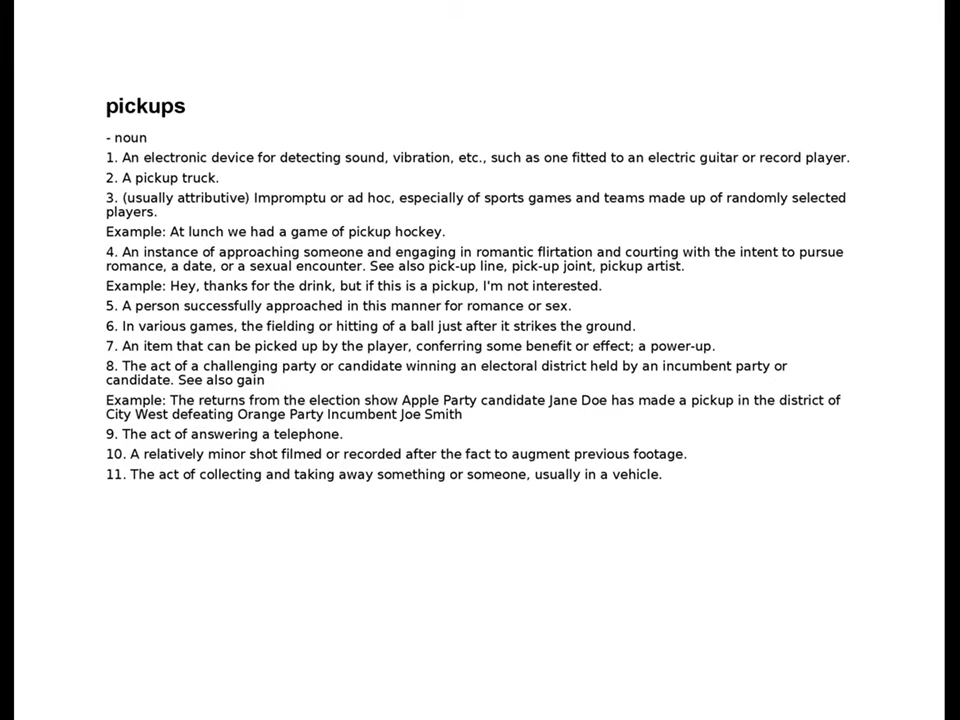 pickups
- noun
1. An electronic device for detecting sound, vibration, etc., such as one fitted to an electric guitar or record player.
2. A pickup truck.
3. (usually attributive) Impromptu or ad hoc, especially of sports games and teams made up of randomly selected
players.
Example: At lunch we had a game of pickup hockey.
4. An instance of approaching someone and engaging in romantic flirtation and courting with the intent to pursue
romance, a date, or a sexual encounter. See also pick-up line, pick-up joint, pickup artist.
Example: Hey, thanks for the drink, but if this is a pickup, I'm not interested.
5. A person successfully approached in this manner for romance or sex.
6. In various games, the fielding or hitting of a ball just after it strikes the ground.
7. An item that can be picked up by the player, conferring some benefit or effect; a power-up.
8. The act of a challenging party or candidate winning an electoral district held by an incumbent party or
candidate. See also gain
Example: The returns from the election show Apple Party candidate Jane Doe has made a pickup in the district of
City West defeating Orange Party Incumbent Joe Smith
9. The act of answering a telephone.
10. A relatively minor shot filmed or recorded after the fact to augment previous footage.
11. The act of collecting and taking away something or someone, usually in a vehicle.